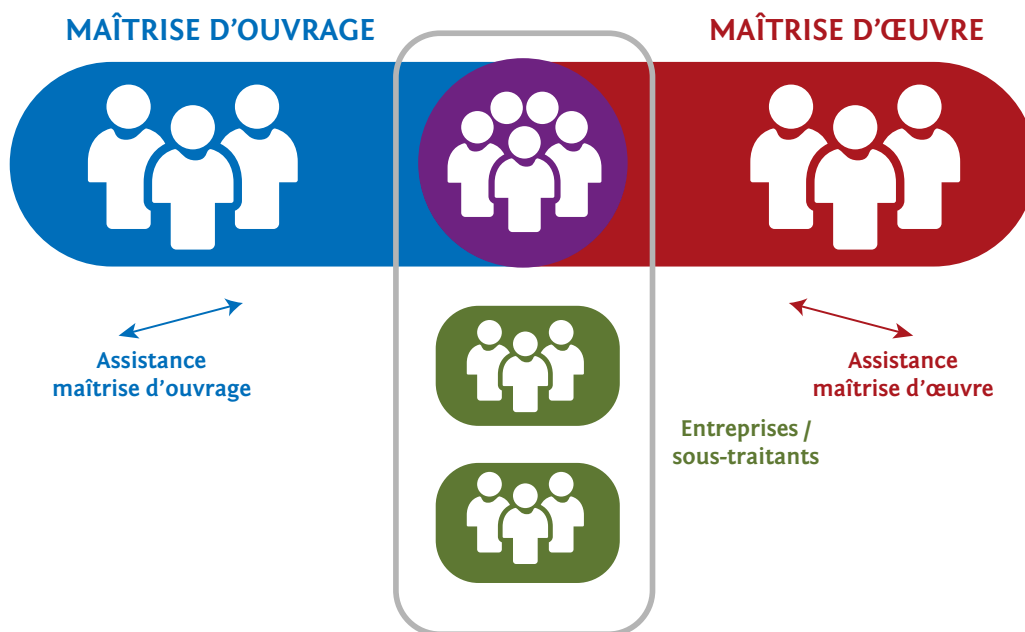 MAÎTRISE D’OUVRAGE
MAÎTRISE D’ŒUVRE
Assistance
maîtrise d’ouvrage
Assistance
maîtrise d’œuvre
Entreprises /
sous-traitants